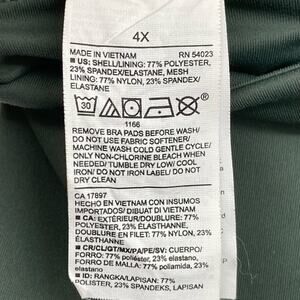 4X
MADE IN VIETNAM RN 54023
■ US: SHELL/LINING: 77% POLYESTER,
23% SPANDEX/ELASTANE, MESH
LINING: 77% NYLON, 23% SPANDEX/
ELASTANE
30
1166
REMOVE BRA PADS BEFORE WASH/
DO NOT USE FABRIC SOFTENER/
MACHINE WASH COLD GENTLE CYCLE/
ONLY NON-CHLORINE BLEACH WHEN
NEEDED/ TUMBLE DRY LOW/ COOL
IRON/ DO NOT IRON LABEL/ DO NOT
DRY CLEAN
CA 17897
HECHO EN VIETNAM CON INSUMOS
IMPORTADOS/ DIBUAT DI VIETNAM
■ CA: EXTÉRIEUR/DOUBLURE: 77%
POLYESTER, 23% ÉLASTHANNE,
DOUBLURE EN FILET: 77% NYLON, 23%
ÉLASTHANNE
■ CR/CL/GT/MX/PA/PE/SV: CUERPO/
FORRO: 77% poliéster, 23% elastano,
FORRO DE MALLA: 77% poliamida, 23%
elastano
■ ID: RANGKA/LAPISAN: 77%
POLISTER, 23% SPANDEKS, LAPISAN